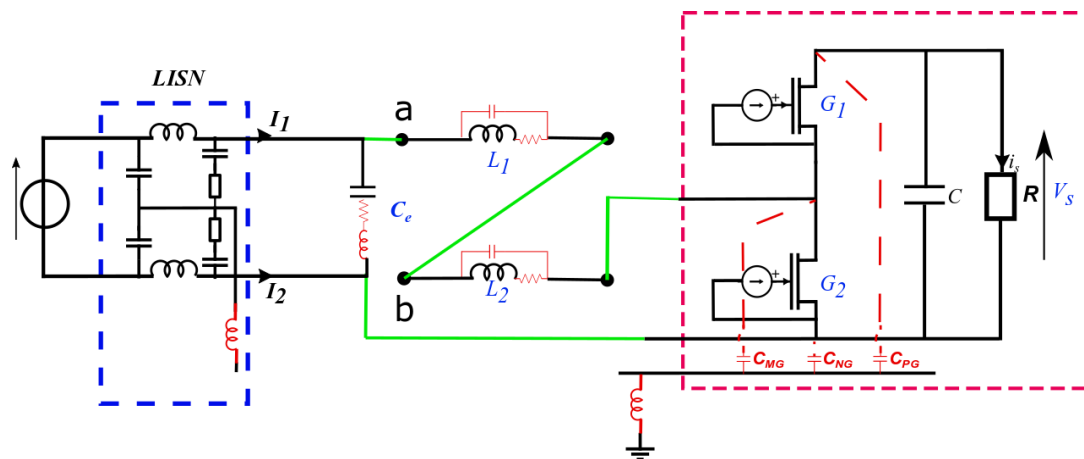 LISN
I1
a
L1
Ce
b
L2
I2
G1
G2
is
C
R
Vs
+
+
CMG
CNG
CPG